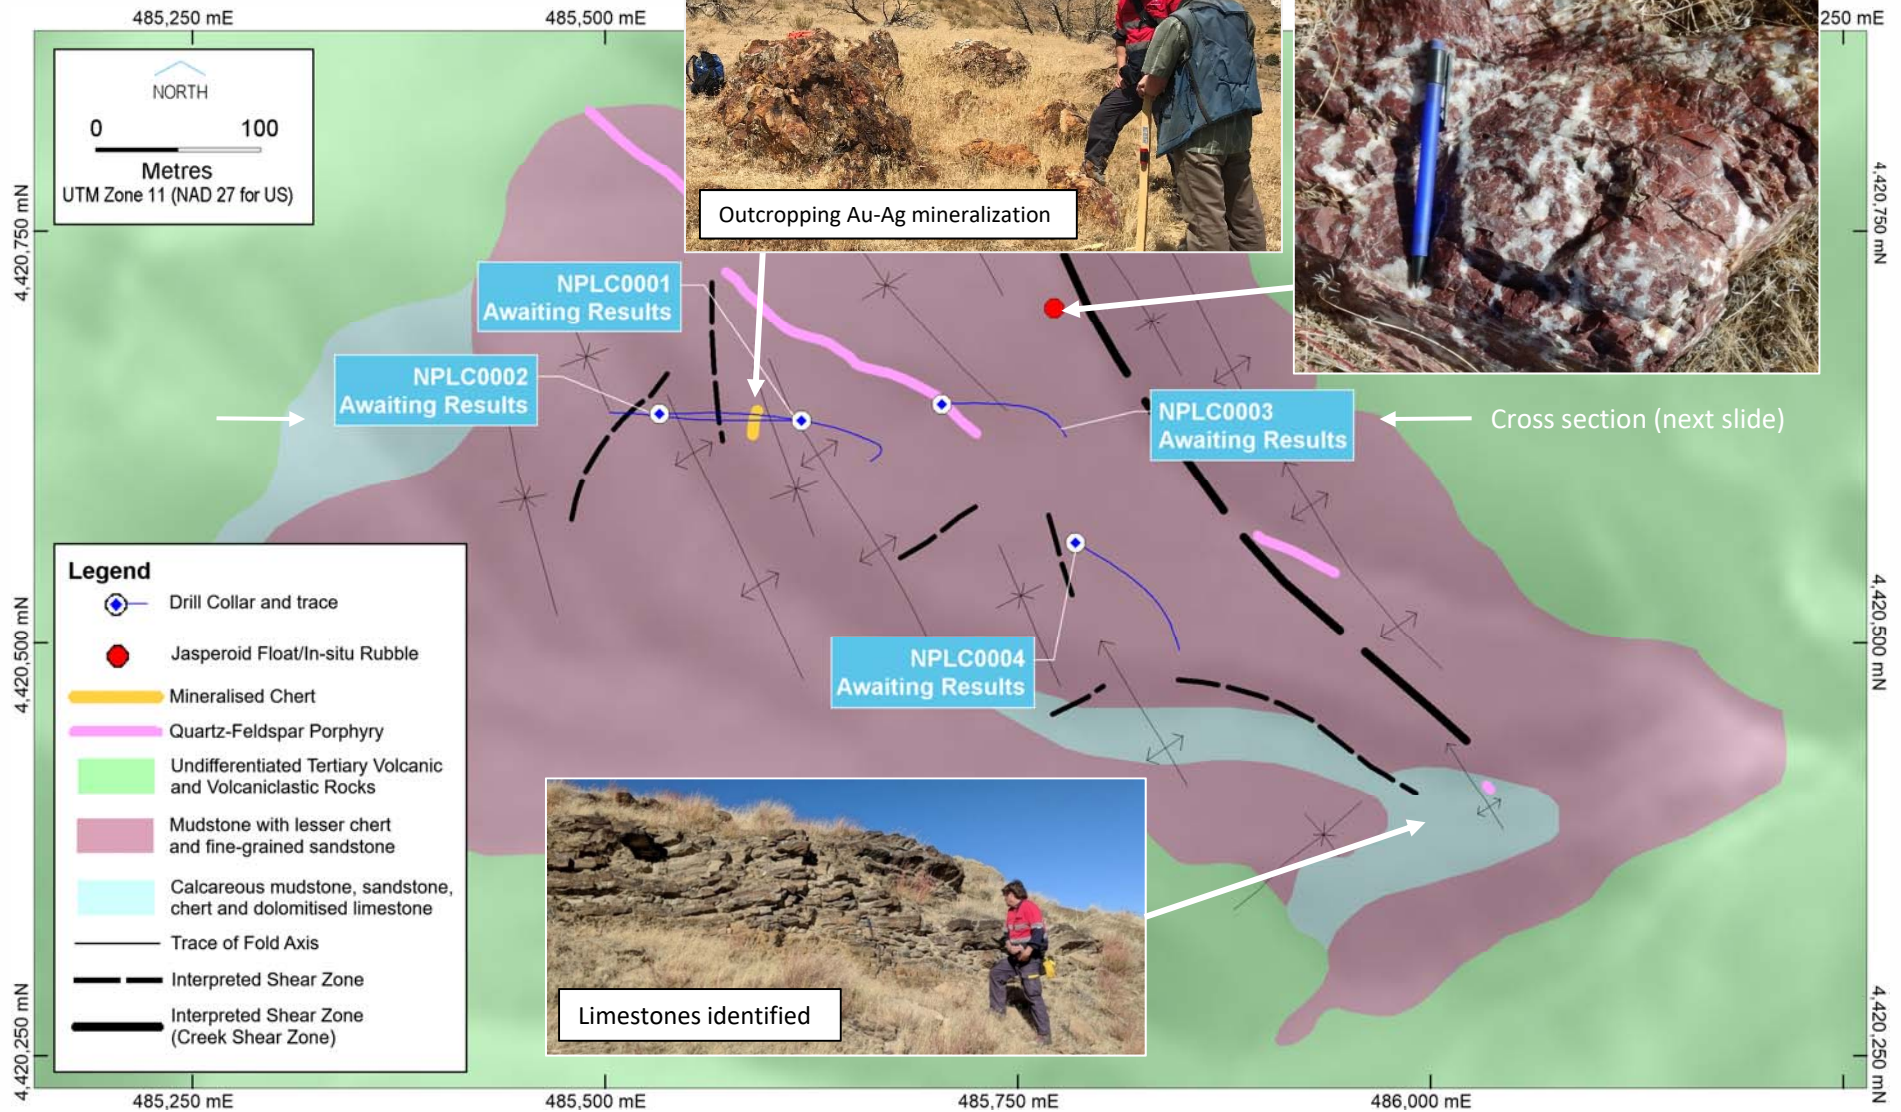 485,250 mE
485,500 mE
250 mE
NORTH
0 100
Metres
UTM Zone 11 (NAD 27 for US)
4,420,750 mN
4,420,750 mN
Outcropping Au-Ag mineralization
NPLC0001
Awaiting Results
NPLC0002
Awaiting Results
NPLC0003
Awaiting Results
Cross section (next slide)
Legend
Drill Collar and trace
Jasperoid Float/In-situ Rubble
Mineralised Chert
Quartz-Feldspar Porphyry
Undifferentiated Tertiary Volcanic
and Volcaniclastic Rocks
Mudstone with lesser chert
and fine-grained sandstone
Calcareous mudstone, sandstone,
chert and dolomitised limestone
Trace of Fold Axis
Interpreted Shear Zone
Interpreted Shear Zone
(Creek Shear Zone)
4,420,500 mN
4,420,500 mN
NPLC0004
Awaiting Results
Limestones identified
4,420,250 mN
4,420,250 mN
485,250 mE
485,500 mE
485,750 mE
486,000 mE